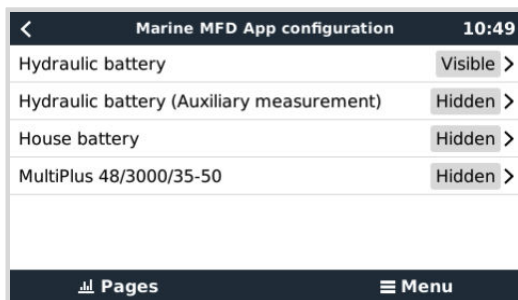 Marine MFD App configuration 10:49
Hydraulic battery Visible
Hydraulic battery (Auxiliary measurement) Hidden
House battery Hidden
MultiPlus 48/3000/35-50 Hidden
Pages Menu